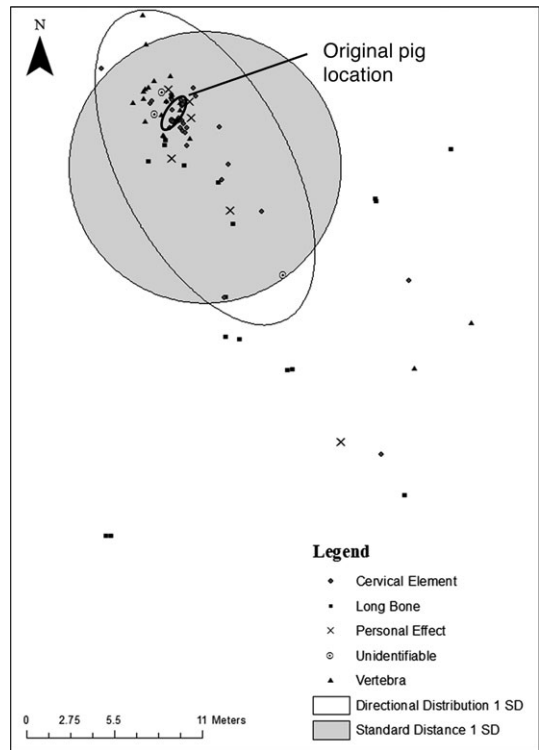 N
Original pig
location
Legend
Cervical Element
Long Bone
Personal Effect
Unidentifiable
Vertebra
Directional Distribution 1 SD
Standard Distance 1 SD
0 2.75 5.5 11 Meters